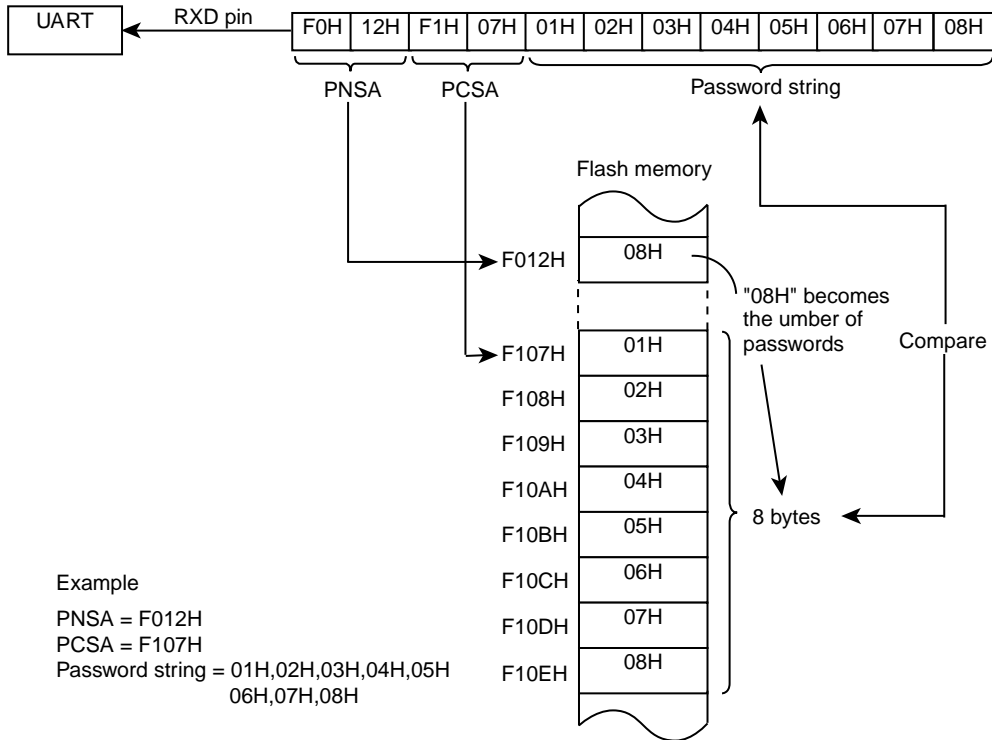 UART
RXD pin
F0H 12H F1H 07H 01H 02H 03H 04H 05H 06H 07H 08H
PNSA PCSA Password string
Flash memory
F012H 08H
"08H" becomes
the umber of
passwords
Compare
F107H 01H
F108H 02H
F109H 03H
F10AH 04H
F10BH 05H
8 bytes
F10CH 06H
F10DH 07H
F10EH 08H
Example
PNSA = F012H
PCSA = F107H
Password string = 01H,02H,03H,04H,05H
06H,07H,08H